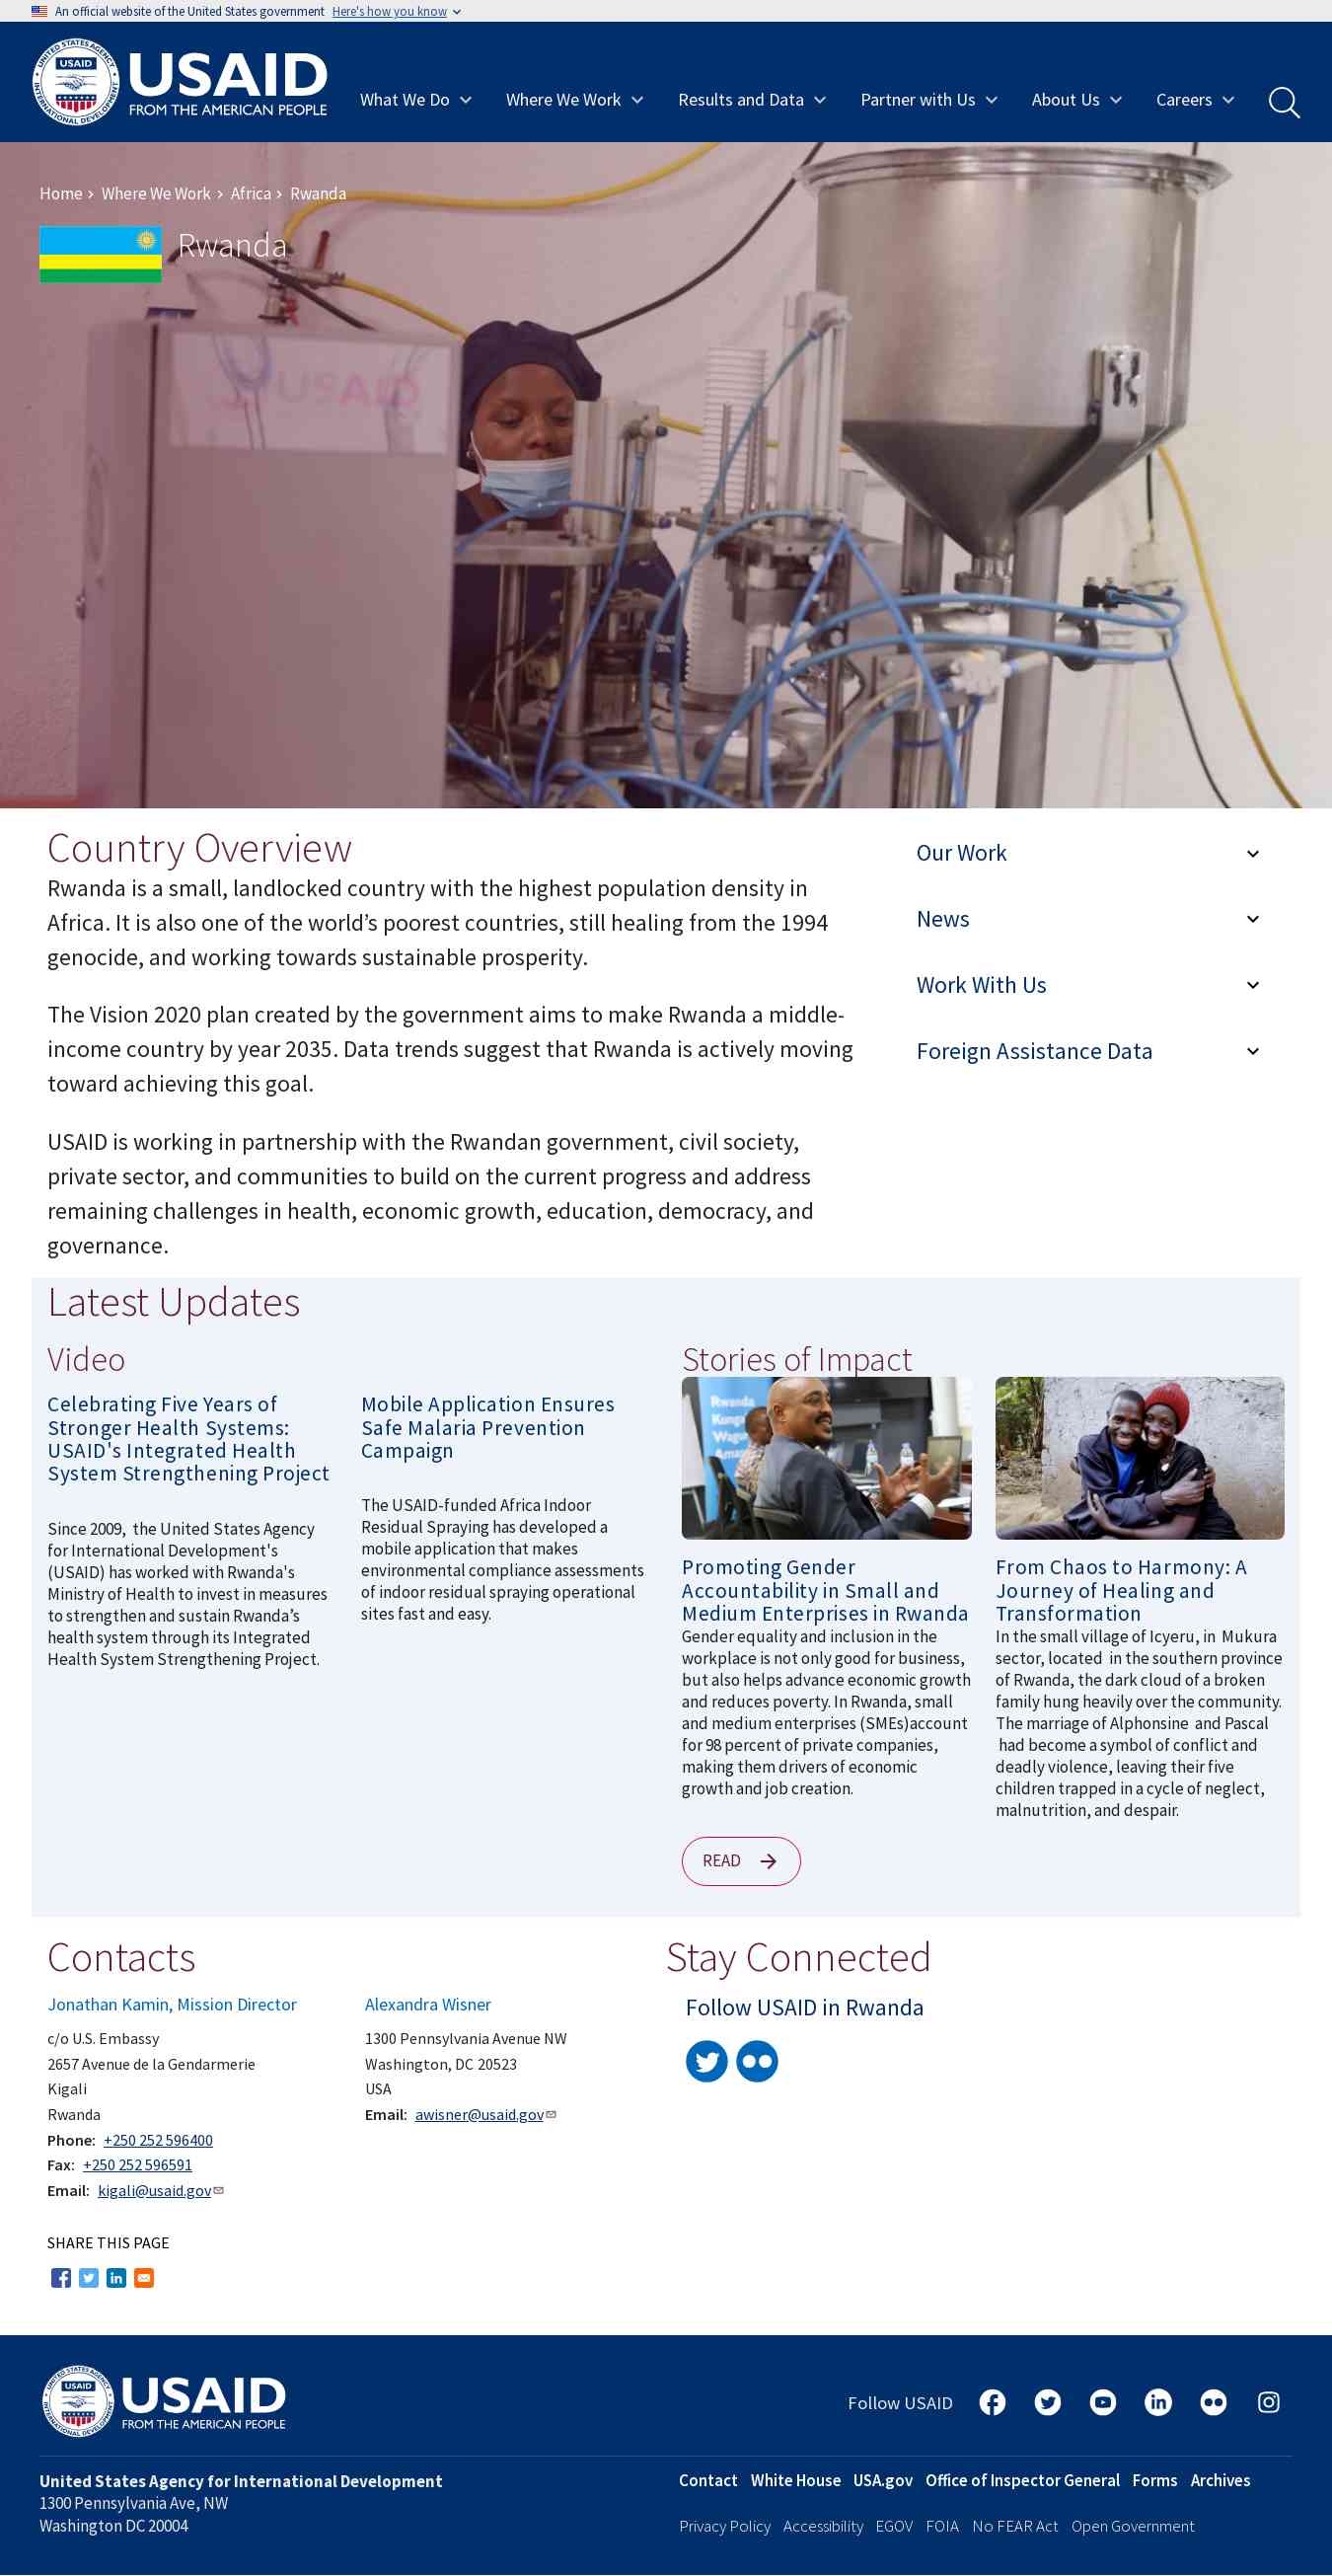 An official website of the United States government Here's how you know
USAID
FROM THE AMERICAN PEOPLE
What We Do
Where We Work
Results and Data
Partner with Us
About Us
Careers
Home › Where We Work › Africa › Rwanda
Rwanda
USAID
Country Overview
Rwanda is a small, landlocked country with the highest population density in
Africa. It is also one of the world’s poorest countries, still healing from the 1994
genocide, and working towards sustainable prosperity.
The Vision 2020 plan created by the government aims to make Rwanda a middle-
income country by year 2035. Data trends suggest that Rwanda is actively moving
toward achieving this goal.
USAID is working in partnership with the Rwandan government, civil society,
private sector, and communities to build on the current progress and address
remaining challenges in health, economic growth, education, democracy, and
governance.
Our Work
News
Work With Us
Foreign Assistance Data
Latest Updates
Video
Celebrating Five Years of
Stronger Health Systems:
USAID's Integrated Health
System Strengthening Project
Since 2009, the United States Agency
for International Development's
(USAID) has worked with Rwanda's
Ministry of Health to invest in measures
to strengthen and sustain Rwanda’s
health system through its Integrated
Health System Strengthening Project.
Mobile Application Ensures
Safe Malaria Prevention
Campaign
The USAID-funded Africa Indoor
Residual Spraying has developed a
mobile application that makes
environmental compliance assessments
of indoor residual spraying operational
sites fast and easy.
Stories of Impact
Rwanda
Promoting Gender
Accountability in Small and
Medium Enterprises in Rwanda
Gender equality and inclusion in the
workplace is not only good for business,
but also helps advance economic growth
and reduces poverty. In Rwanda, small
and medium enterprises (SMEs)account
for 98 percent of private companies,
making them drivers of economic
growth and job creation.
From Chaos to Harmony: A
Journey of Healing and
Transformation
In the small village of Icyeru, in Mukura
sector, located in the southern province
of Rwanda, the dark cloud of a broken
family hung heavily over the community.
The marriage of Alphonsine and Pascal
had become a symbol of conflict and
deadly violence, leaving their five
children trapped in a cycle of neglect,
malnutrition, and despair.
READ
Contacts
Jonathan Kamin, Mission Director
c/o U.S. Embassy
2657 Avenue de la Gendarmerie
Kigali
Rwanda
Phone: +250 252 596400
Fax: +250 252 596591
Email: kigali@usaid.gov
Alexandra Wisner
1300 Pennsylvania Avenue NW
Washington, DC 20523
USA
Email: awisner@usaid.gov
Stay Connected
Follow USAID in Rwanda
SHARE THIS PAGE
USAID
FROM THE AMERICAN PEOPLE
Follow USAID
United States Agency for International Development
1300 Pennsylvania Ave, NW
Washington DC 20004
Contact White House USA.gov Office of Inspector General Forms Archives
Privacy Policy Accessibility EGOV FOIA No FEAR Act Open Government